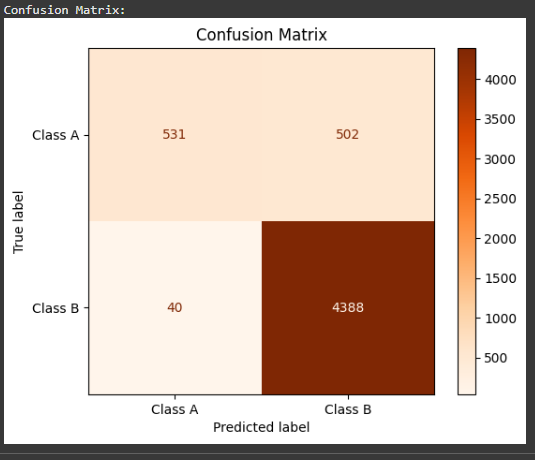 Confusion Matrix:
Confusion Matrix
4000
3500
3000
2500
2000
1500
1000
500
True label
Class A
531
502
Class B
40
4388
Class A
Class B
Predicted label